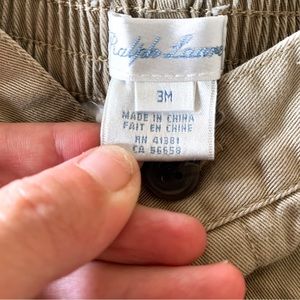 Ralph Lauren
3M
MADE IN CHINA
FAIT EN CHINE
RN 41381
CA 56658